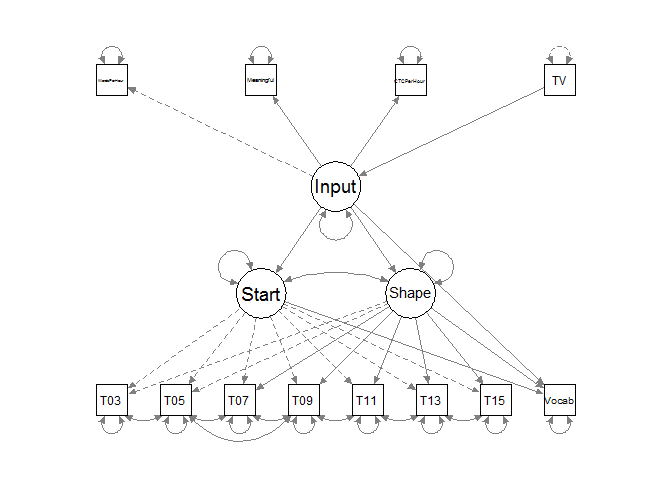 WordsPerHour
Meaningful
CTCPerHour
TV
Input
Start
Shape
T03
T05
T07
T09
T11
T13
T15
Vocab